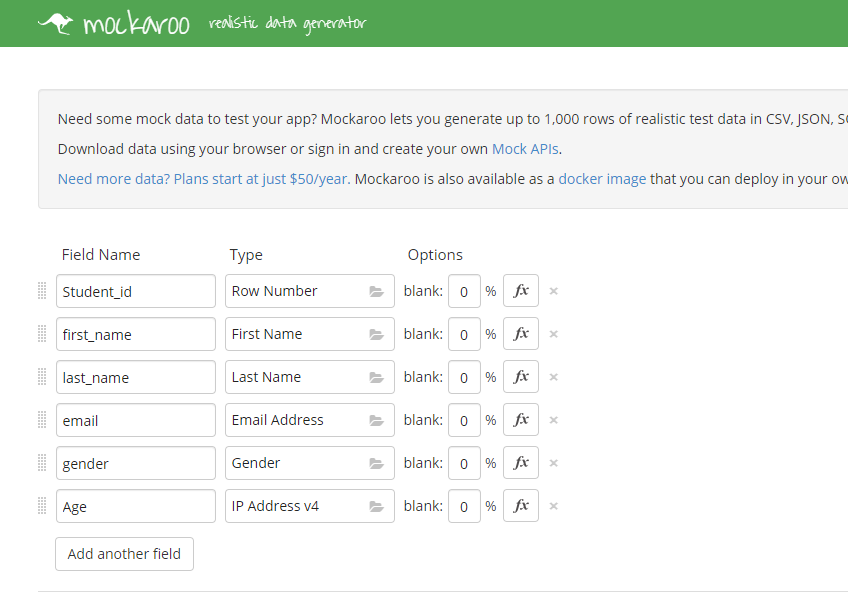 mockaroo realistic data generator
Need some mock data to test your app? Mockaroo lets you generate up to 1,000 rows of realistic test data in CSV, JSON,
Download data using your browser or sign in and create your own Mock APIs.
Need more data? Plans start at just $50/year. Mockaroo is also available as a docker image that you can deploy in your
Field Name Type Options
Student_id Row Number blank: 0 % fx ×
first_name First Name blank: 0 % fx ×
last_name Last Name blank: 0 % fx ×
email Email Address blank: 0 % fx ×
gender Gender blank: 0 % fx ×
Age IP Address v4 blank: 0 % fx ×
Add another field